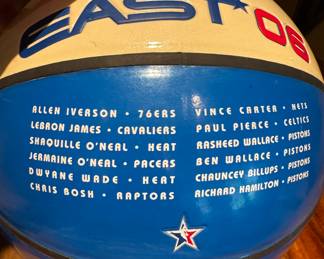 EAST 06
ALLEN IVERSON • 76ERS
LEBRON JAMES • CAVALIERS
SHAQUILLE O'NEAL • HEAT
JERMAINE O'NEAL • PACERS
DWYANE WADE • HEAT
CHRIS BOSH • RAPTORS
VINCE CARTER • NETS
PAUL PIERCE • CELTICS
RASHEED WALLACE • PISTONS
BEN WALLACE • PISTONS
CHAUNCEY BILLUPS • PISTONS
RICHARD HAMILTON • PISTONS